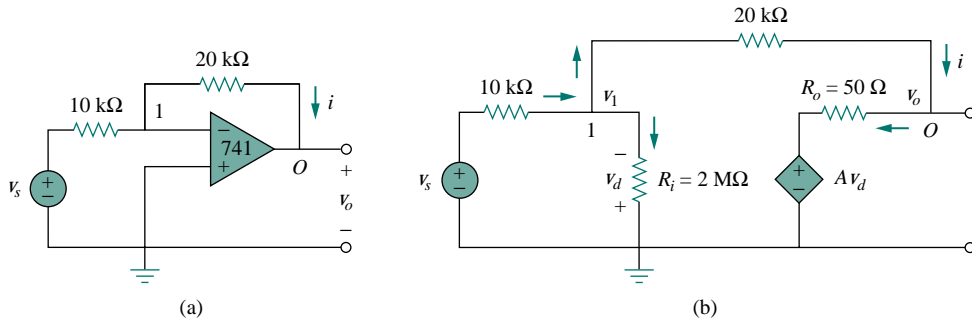 20 kΩ
i
10 kΩ
1
−
741
+
O
+
−
v_s
+
v_o
−
(a)
20 kΩ
i
10 kΩ
v_1
1
R_o = 50 Ω
v_o
O
+
−
v_s
−
v_d
+
R_i = 2 MΩ
+
−
Av_d
(b)